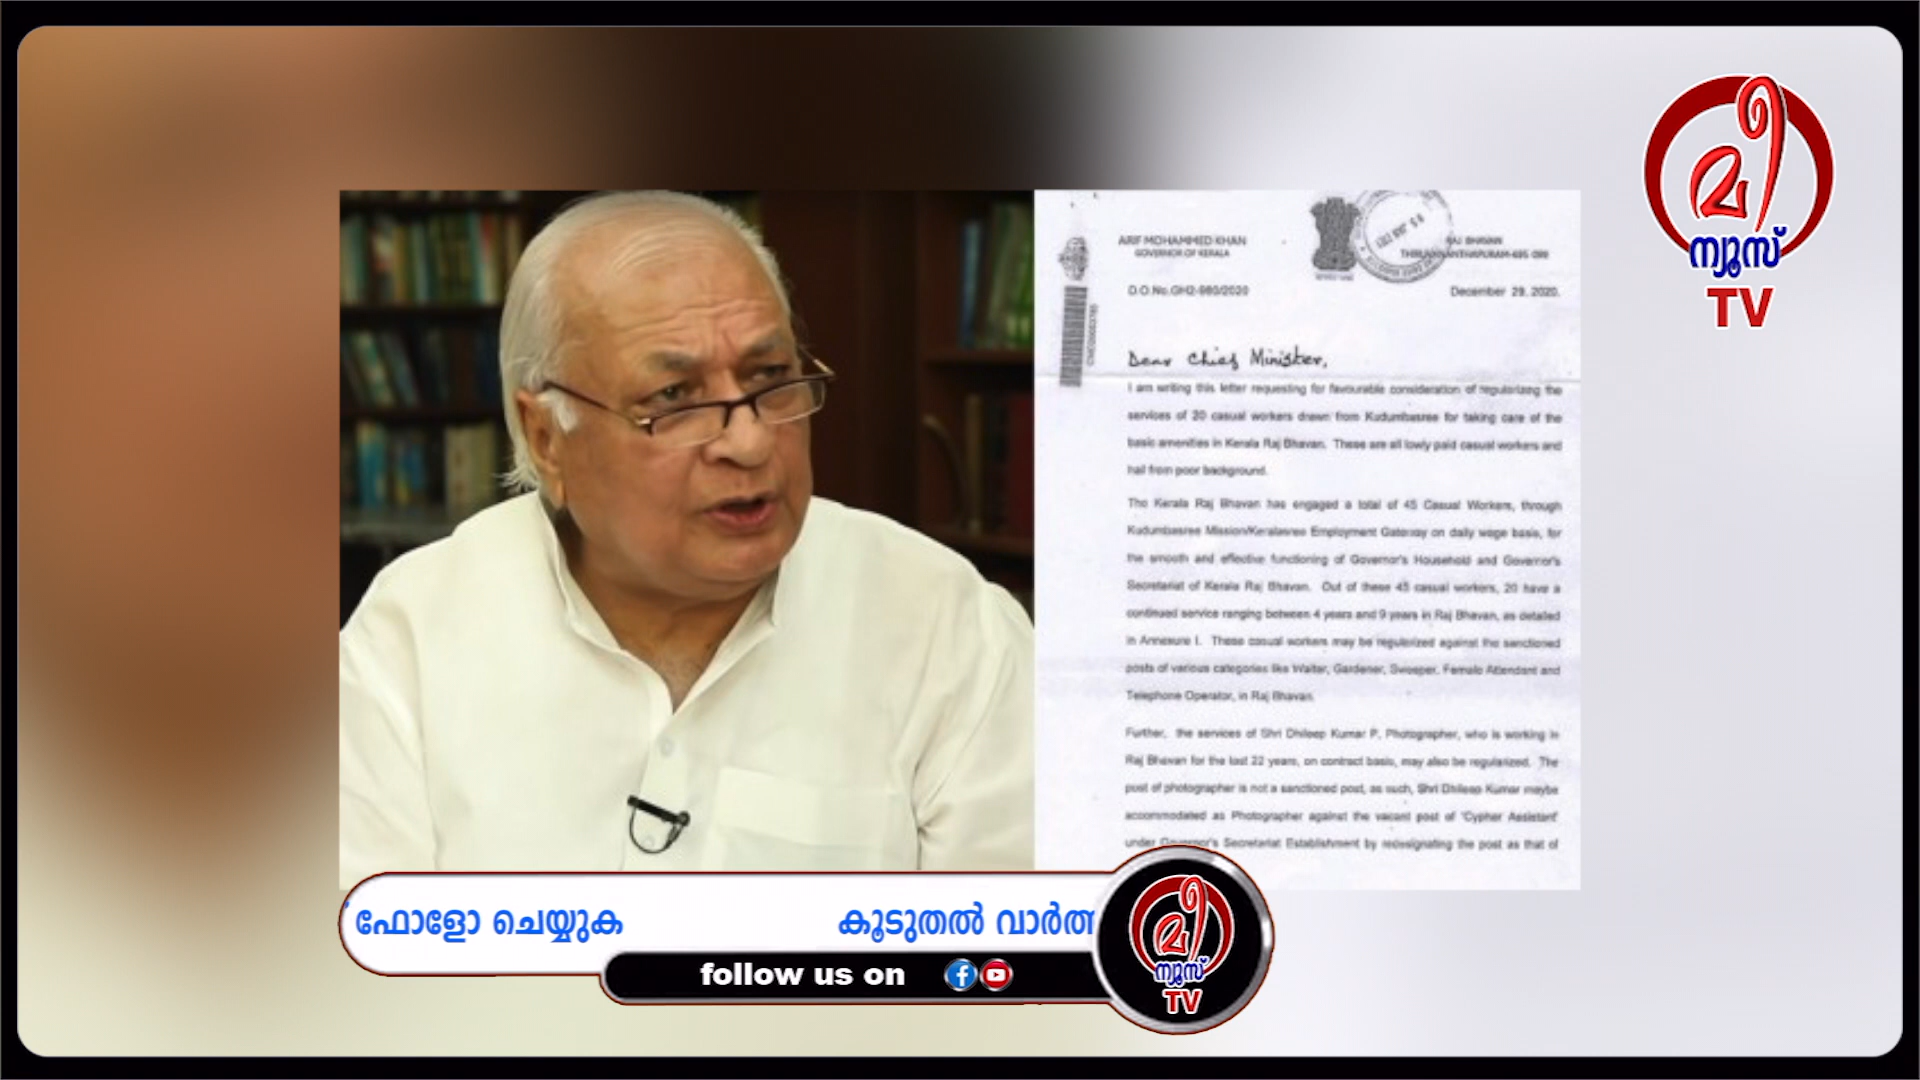 മീ
ന്യൂസ്
TV
ARIF MOHAMMED KHAN
GOVERNOR OF KERALA
RAJ BHAVAN
THIRUVANANTHAPURAM-695 099
D.O.No.GH2-980/2020
December 29, 2020.
Dear Chief Minister,
I am writing this letter requesting for favourable consideration of regularizing the
services of 20 casual workers drawn from Kudumbasree for taking care of the
basic amenities in Kerala Raj Bhavan. These are all lowly paid casual workers and
hail from poor background.
The Kerala Raj Bhavan has engaged a total of 45 Casual Workers, through
Kudumbasree Mission/Keralasree Employment Gateway on daily wage basis, for
the smooth and effective functioning of Governor's Household and Governor's
Secretariat of Kerala Raj Bhavan. Out of these 45 casual workers, 20 have a
continued service ranging between 4 years and 9 years in Raj Bhavan, as detailed
in Annexure I. These casual workers may be regularized against the sanctioned
posts of various categories like Waiter, Gardener, Sweeper, Female Attendant and
Telephone Operator, in Raj Bhavan.
Further, the services of Shri Dhileep Kumar P, Photographer, who is working in
Raj Bhavan for the last 22 years, on contract basis, may also be regularized. The
post of photographer is not a sanctioned post, as such, Shri Dhileep Kumar maybe
accommodated as Photographer against the vacant post of 'Cypher Assistant'
under Governor's Secretariat Establishment by redesignating the post as that of
ഫോളോ ചെയ്യുക കൂടുതൽ
follow us on
മീ
ന്യൂസ്
TV